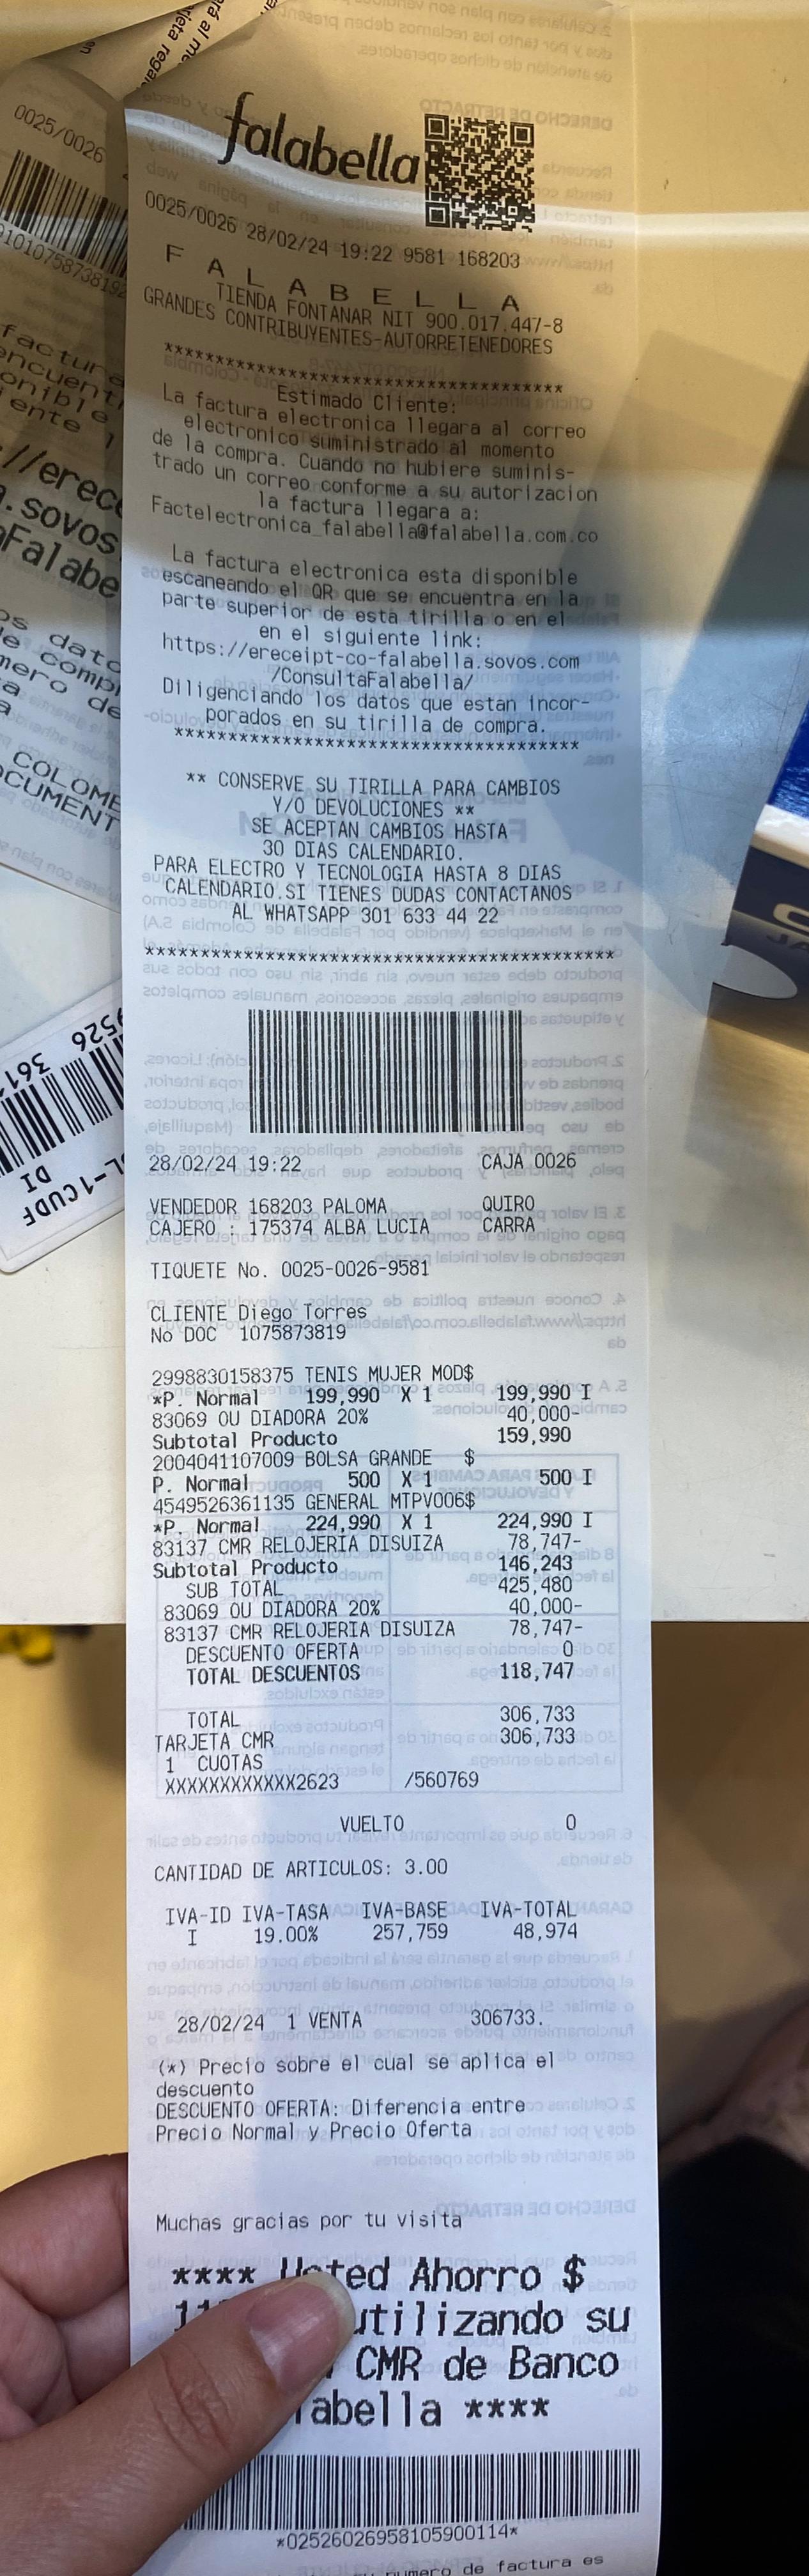 falabella
0025/0026 28/02/24 19:22 9581 168203
F A L A B E L L A
TIENDA FONTANAR NIT 900.017.447-8
GRANDES CONTRIBUYENTES-AUTORRETENEDORES
****************************************
Estimado Cliente:
La factura electronica llegara al correo
electronico suministrado al momento
de la compra. Cuando no hubiere suminis-
trado un correo conforme a su autorizacion
la factura llegara a:
Factelectronica_falabella@falabella.com.co
La factura electronica esta disponible
escaneando el QR que se encuentra en la
parte superior de esta tirilla o en el
en el siguiente link:
https://ereceipt-co-falabella.sovos.com
/ConsultaFalabella/
Diligenciando los datos que estan incor-
porados en su tirilla de compra.
****************************************
** CONSERVE SU TIRILLA PARA CAMBIOS
Y/O DEVOLUCIONES **
SE ACEPTAN CAMBIOS HASTA
30 DIAS CALENDARIO.
PARA ELECTRO Y TECNOLOGIA HASTA 8 DIAS
CALENDARIO.SI TIENES DUDAS CONTACTANOS
AL WHATSAPP 301 633 44 22
********************************************
28/02/24 19:22 CAJA 0026
VENDEDOR 168203 PALOMA QUIRO
CAJERO : 175374 ALBA LUCIA CARRA
TIQUETE No. 0025-0026-9581
CLIENTE Diego Torres
No DOC 1075873819
2998830158375 TENIS MUJER MOD$
*P. Normal 199,990 X 1 199,990 I
83069 OU DIADORA 20% 40,000-
Subtotal Producto 159,990
2004041107009 BOLSA GRANDE $
P. Normal 500 X 1 500 I
4549526361135 GENERAL MTPV006$
*P. Normal 224,990 X 1 224,990 I
83137 CMR RELOJERIA DISUIZA 78,747-
Subtotal Producto 146,243
SUB TOTAL 425,480
83069 OU DIADORA 20% 40,000-
83137 CMR RELOJERIA DISUIZA 78,747-
DESCUENTO OFERTA 0
TOTAL DESCUENTOS 118,747
TOTAL 306,733
TARJETA CMR 306,733
1 CUOTAS
XXXXXXXXXXXX2623 /560769
VUELTO 0
CANTIDAD DE ARTICULOS: 3.00
IVA-ID IVA-TASA IVA-BASE IVA-TOTAL
I 19.00% 257,759 48,974
28/02/24 1 VENTA 306733.
(*) Precio sobre el cual se aplica el
descuento
DESCUENTO OFERTA: Diferencia entre
Precio Normal y Precio Oferta
Muchas gracias por tu visita
**** Usted Ahorro $
utilizando su
CMR de Banco
****
*02526026958105900114*
numero de factura es